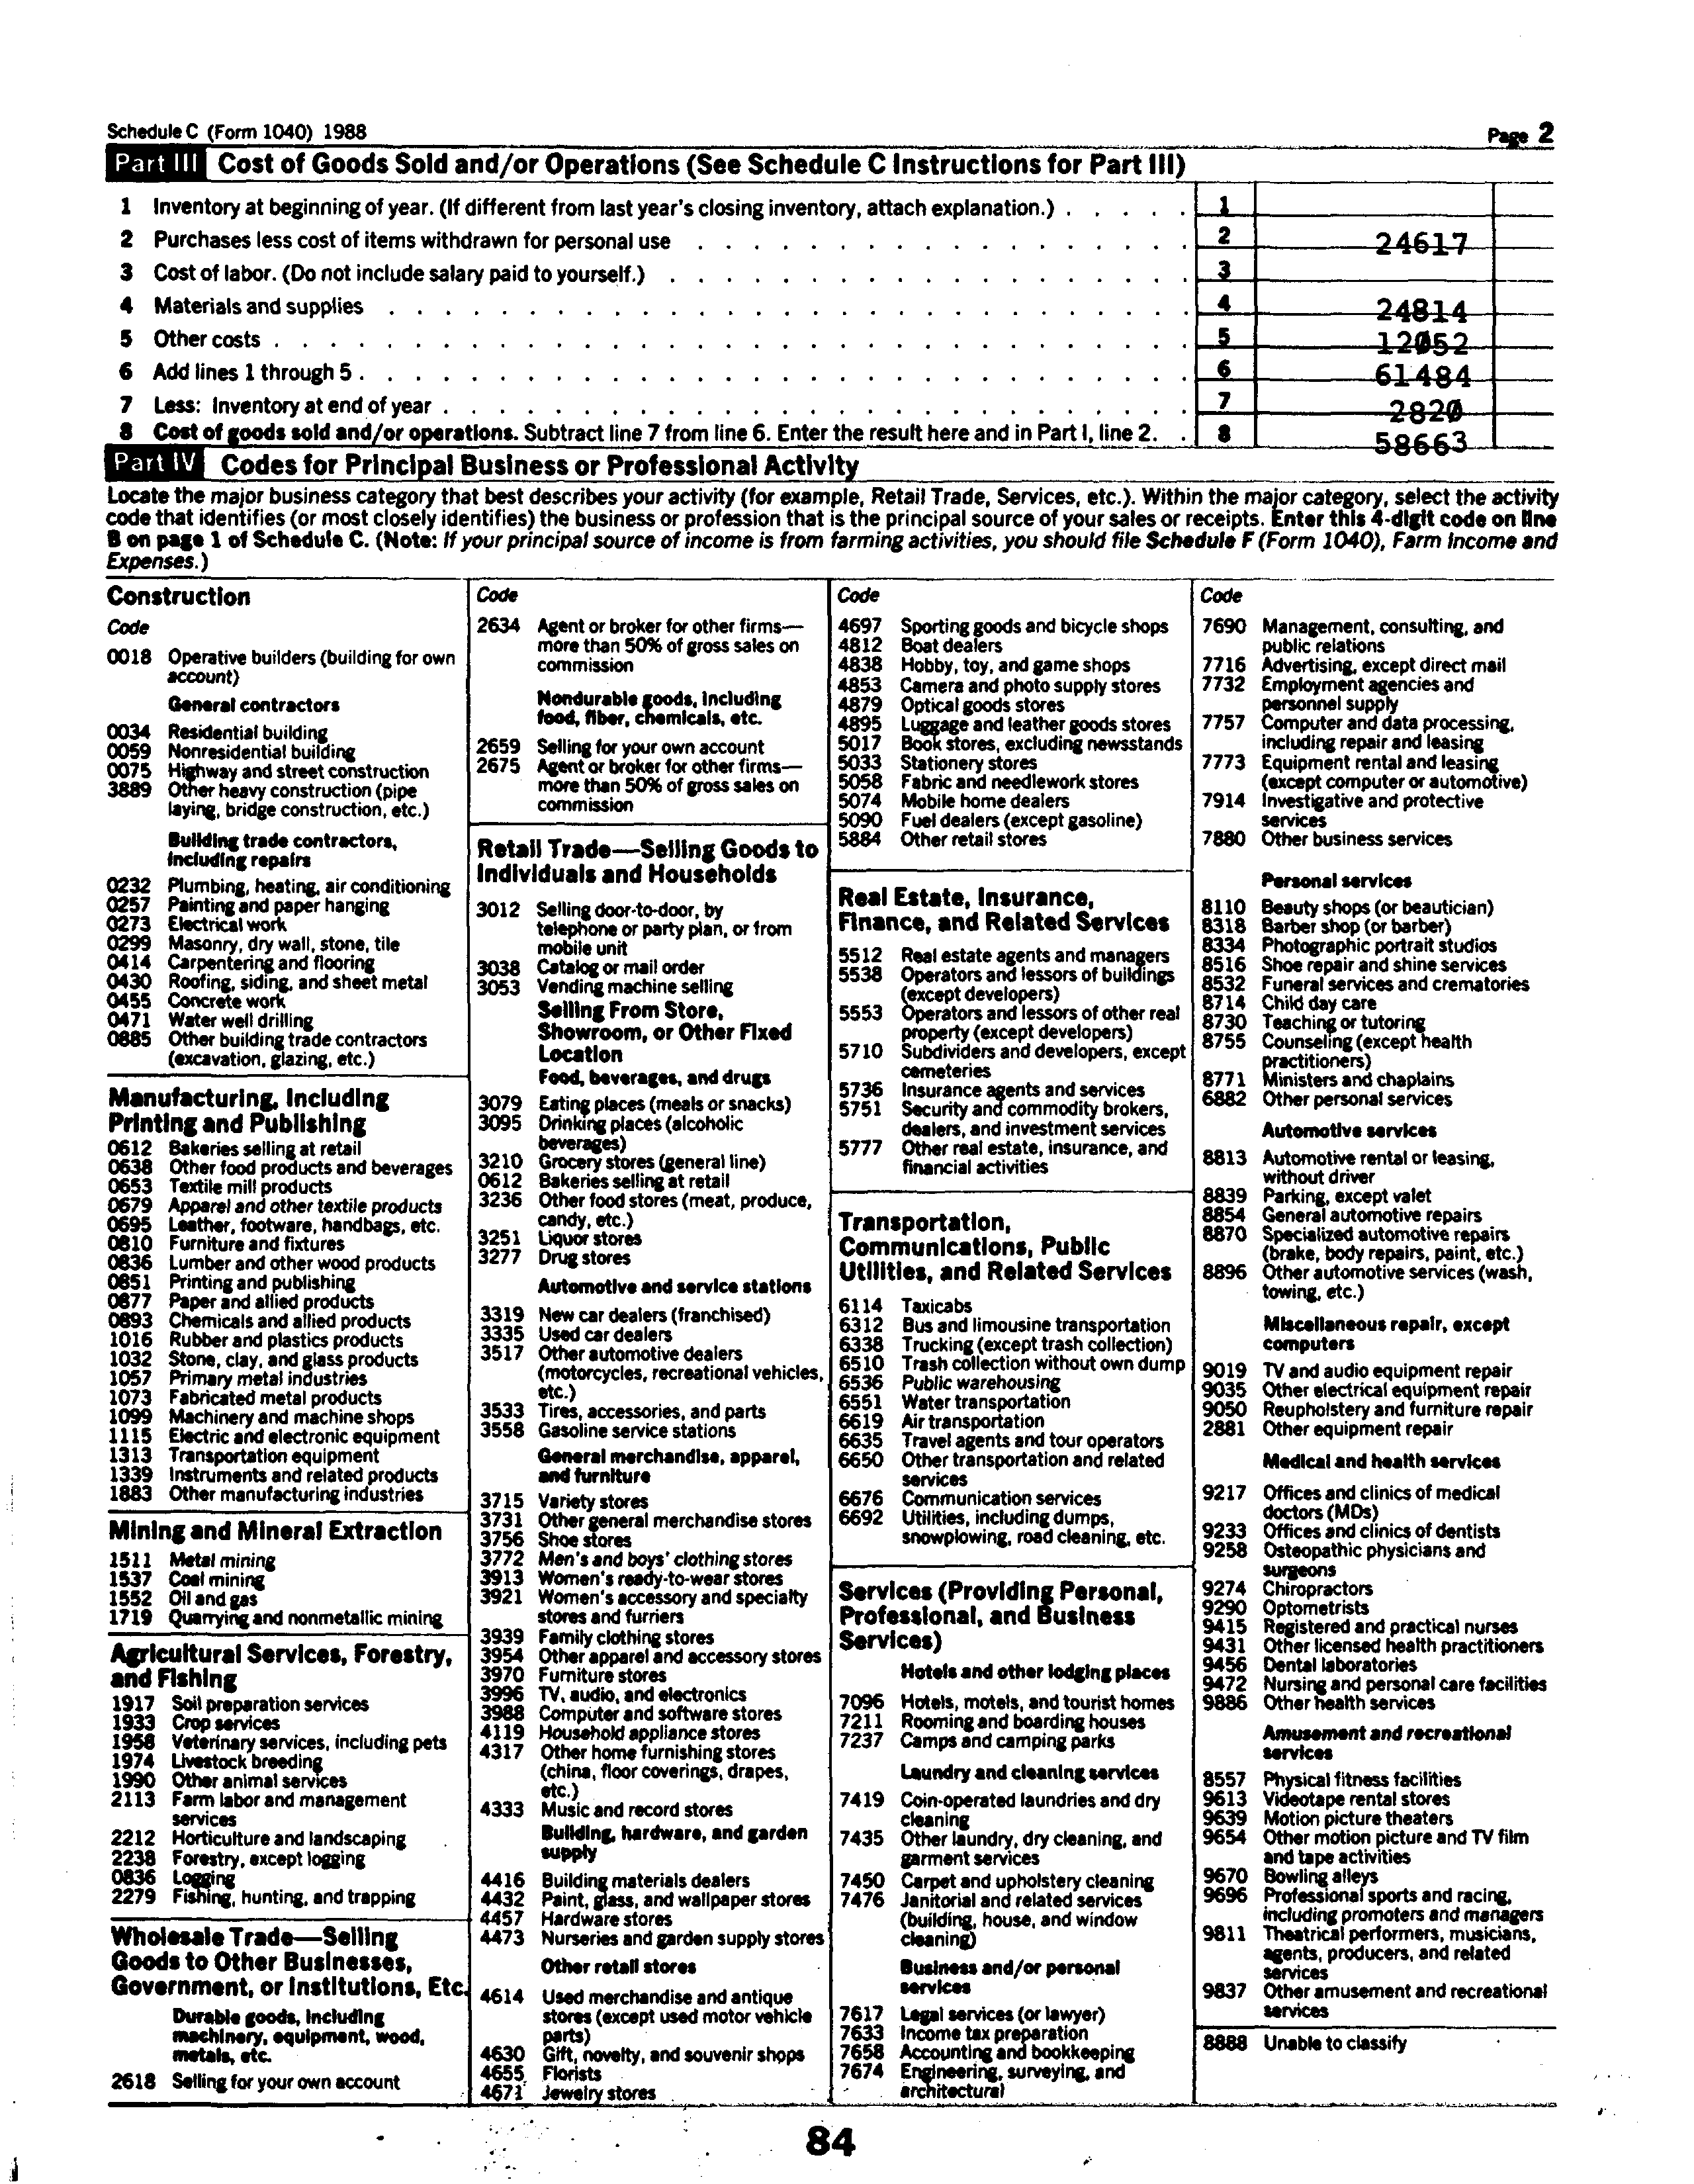 Schedule C (Form 1040) 1988 Page 2
Part III Cost of Goods Sold and/or Operations (See Schedule C Instructions for Part III)
1 Inventory at beginning of year. (If different from last year's closing inventory, attach explanation.) . . . . . 1
2 Purchases less cost of items withdrawn for personal use . . . . . . . . . . . . . . . . . . 2 24617
3 Cost of labor. (Do not include salary paid to yourself.) . . . . . . . . . . . . . . . . . . . 3
4 Materials and supplies . . . . . . . . . . . . . . . . . . . . . . . . . . . . . 4 24814
5 Other costs . . . . . . . . . . . . . . . . . . . . . . . . . . . . . . . . . 5 12052
6 Add lines 1 through 5 . . . . . . . . . . . . . . . . . . . . . . . . . . . . . . 6 61484
7 Less: Inventory at end of year . . . . . . . . . . . . . . . . . . . . . . . . . . . 7 2820
8 Cost of goods sold and/or operations. Subtract line 7 from line 6. Enter the result here and in Part I, line 2. . 8 58663
Part IV Codes for Principal Business or Professional Activity
Locate the major business category that best describes your activity (for example, Retail Trade, Services, etc.). Within the major category, select the activity
code that identifies (or most closely identifies) the business or profession that is the principal source of your sales or receipts. Enter this 4-digit code on line
B on page 1 of Schedule C. (Note: If your principal source of income is from farming activities, you should file Schedule F (Form 1040), Farm Income and
Expenses.)
Construction
Code
0018 Operative builders (building for own
account)
General contractors
0034 Residential building
0059 Nonresidential building
0075 Highway and street construction
3889 Other heavy construction (pipe
laying, bridge construction, etc.)
Building trade contractors,
including repairs
0232 Plumbing, heating, air conditioning
0257 Painting and paper hanging
0273 Electrical work
0299 Masonry, dry wall, stone, tile
0414 Carpentering and flooring
0430 Roofing, siding, and sheet metal
0455 Concrete work
0471 Water well drilling
0885 Other building trade contractors
(excavation, glazing, etc.)
Manufacturing, Including
Printing and Publishing
0612 Bakeries selling at retail
0638 Other food products and beverages
0653 Textile mill products
0679 Apparel and other textile products
0695 Leather, footware, handbags, etc.
0810 Furniture and fixtures
0836 Lumber and other wood products
0851 Printing and publishing
0877 Paper and allied products
0893 Chemicals and allied products
1016 Rubber and plastics products
1032 Stone, clay, and glass products
1057 Primary metal industries
1073 Fabricated metal products
1099 Machinery and machine shops
1115 Electric and electronic equipment
1313 Transportation equipment
1339 Instruments and related products
1883 Other manufacturing industries
Mining and Mineral Extraction
1511 Metal mining
1537 Coal mining
1552 Oil and gas
1719 Quarrying and nonmetallic mining
Agricultural Services, Forestry,
and Fishing
1917 Soil preparation services
1933 Crop services
1958 Veterinary services, including pets
1974 Livestock breeding
1990 Other animal services
2113 Farm labor and management
services
2212 Horticulture and landscaping
2238 Forestry, except logging
0836 Logging
2279 Fishing, hunting, and trapping
Wholesale Trade—Selling
Goods to Other Businesses,
Government, or Institutions, Etc.
Durable goods, including
machinery, equipment, wood,
metals, etc.
2618 Selling for your own account
Code
2634 Agent or broker for other firms—
more than 50% of gross sales on
commission
Nondurable goods, including
food, fiber, chemicals, etc.
2659 Selling for your own account
2675 Agent or broker for other firms—
more than 50% of gross sales on
commission
Retail Trade—Selling Goods to
Individuals and Households
3012 Selling door-to-door, by
telephone or party plan, or from
mobile unit
3038 Catalog or mail order
3053 Vending machine selling
Selling From Store,
Showroom, or Other Fixed
Location
Food, beverages, and drugs
3079 Eating places (meals or snacks)
3095 Drinking places (alcoholic
beverages)
3210 Grocery stores (general line)
0612 Bakeries selling at retail
3236 Other food stores (meat, produce,
candy, etc.)
3251 Liquor stores
3277 Drug stores
Automotive and service stations
3319 New car dealers (franchised)
3335 Used car dealers
3517 Other automotive dealers
(motorcycles, recreational vehicles,
etc.)
3533 Tires, accessories, and parts
3558 Gasoline service stations
General merchandise, apparel,
and furniture
3715 Variety stores
3731 Other general merchandise stores
3756 Shoe stores
3772 Men's and boys' clothing stores
3913 Women's ready-to-wear stores
3921 Women's accessory and specialty
stores and furriers
3939 Family clothing stores
3954 Other apparel and accessory stores
3970 Furniture stores
3996 TV, audio, and electronics
3988 Computer and software stores
4119 Household appliance stores
4317 Other home furnishing stores
(china, floor coverings, drapes,
etc.)
4333 Music and record stores
Building, hardware, and garden
supply
4416 Building materials dealers
4432 Paint, glass, and wallpaper stores
4457 Hardware stores
4473 Nurseries and garden supply stores
Other retail stores
4614 Used merchandise and antique
stores (except used motor vehicle
parts)
4630 Gift, novelty, and souvenir shops
4655 Florists
4671 Jewelry stores
Code
4697 Sporting goods and bicycle shops
4812 Boat dealers
4838 Hobby, toy, and game shops
4853 Camera and photo supply stores
4879 Optical goods stores
4895 Luggage and leather goods stores
5017 Book stores, excluding newsstands
5033 Stationery stores
5058 Fabric and needlework stores
5074 Mobile home dealers
5090 Fuel dealers (except gasoline)
5884 Other retail stores
Real Estate, Insurance,
Finance, and Related Services
5512 Real estate agents and managers
5538 Operators and lessors of buildings
(except developers)
5553 Operators and lessors of other real
property (except developers)
5710 Subdividers and developers, except
cemeteries
5736 Insurance agents and services
5751 Security and commodity brokers,
dealers, and investment services
5777 Other real estate, insurance, and
financial activities
Transportation,
Communications, Public
Utilities, and Related Services
6114 Taxicabs
6312 Bus and limousine transportation
6338 Trucking (except trash collection)
6510 Trash collection without own dump
6536 Public warehousing
6551 Water transportation
6619 Air transportation
6635 Travel agents and tour operators
6650 Other transportation and related
services
6676 Communication services
6692 Utilities, including dumps,
snowplowing, road cleaning, etc.
Services (Providing Personal,
Professional, and Business
Services)
Hotels and other lodging places
7096 Hotels, motels, and tourist homes
7211 Rooming and boarding houses
7237 Camps and camping parks
Laundry and cleaning services
7419 Coin-operated laundries and dry
cleaning
7435 Other laundry, dry cleaning, and
garment services
7450 Carpet and upholstery cleaning
7476 Janitorial and related services
(building, house, and window
cleaning)
Business and/or personal
services
7617 Legal services (or lawyer)
7633 Income tax preparation
7658 Accounting and bookkeeping
7674 Engineering, surveying, and
architectural
Code
7690 Management, consulting, and
public relations
7716 Advertising, except direct mail
7732 Employment agencies and
personnel supply
7757 Computer and data processing,
including repair and leasing
7773 Equipment rental and leasing
(except computer or automotive)
7914 Investigative and protective
services
7880 Other business services
Personal services
8110 Beauty shops (or beautician)
8318 Barber shop (or barber)
8334 Photographic portrait studios
8516 Shoe repair and shine services
8532 Funeral services and crematories
8714 Child day care
8730 Teaching or tutoring
8755 Counseling (except health
practitioners)
8771 Ministers and chaplains
6882 Other personal services
Automotive services
8813 Automotive rental or leasing,
without driver
8839 Parking, except valet
8854 General automotive repairs
8870 Specialized automotive repairs
(brake, body repairs, paint, etc.)
8896 Other automotive services (wash,
towing, etc.)
Miscellaneous repair, except
computers
9019 TV and audio equipment repair
9035 Other electrical equipment repair
9050 Reupholstery and furniture repair
2881 Other equipment repair
Medical and health services
9217 Offices and clinics of medical
doctors (MDs)
9233 Offices and clinics of dentists
9258 Osteopathic physicians and
surgeons
9274 Chiropractors
9290 Optometrists
9415 Registered and practical nurses
9431 Other licensed health practitioners
9456 Dental laboratories
9472 Nursing and personal care facilities
9886 Other health services
Amusement and recreational
services
8557 Physical fitness facilities
9613 Videotape rental stores
9639 Motion picture theaters
9654 Other motion picture and TV film
and tape activities
9670 Bowling alleys
9696 Professional sports and racing,
including promoters and managers
9811 Theatrical performers, musicians,
agents, producers, and related
services
9837 Other amusement and recreational
services
8888 Unable to classify
84